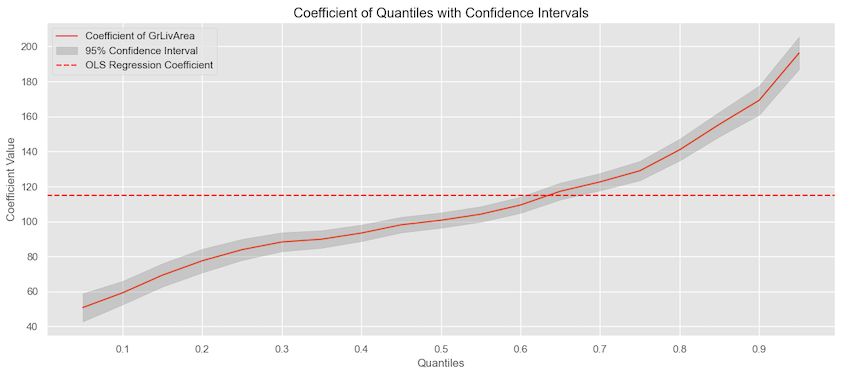 Coefficient of Quantiles with Confidence Intervals
Coefficient of GrLivArea
95% Confidence Interval
OLS Regression Coefficient
Coefficient Value
200
180
160
140
120
100
80
60
40
0.1 0.2 0.3 0.4 0.5 0.6 0.7 0.8 0.9
Quantiles